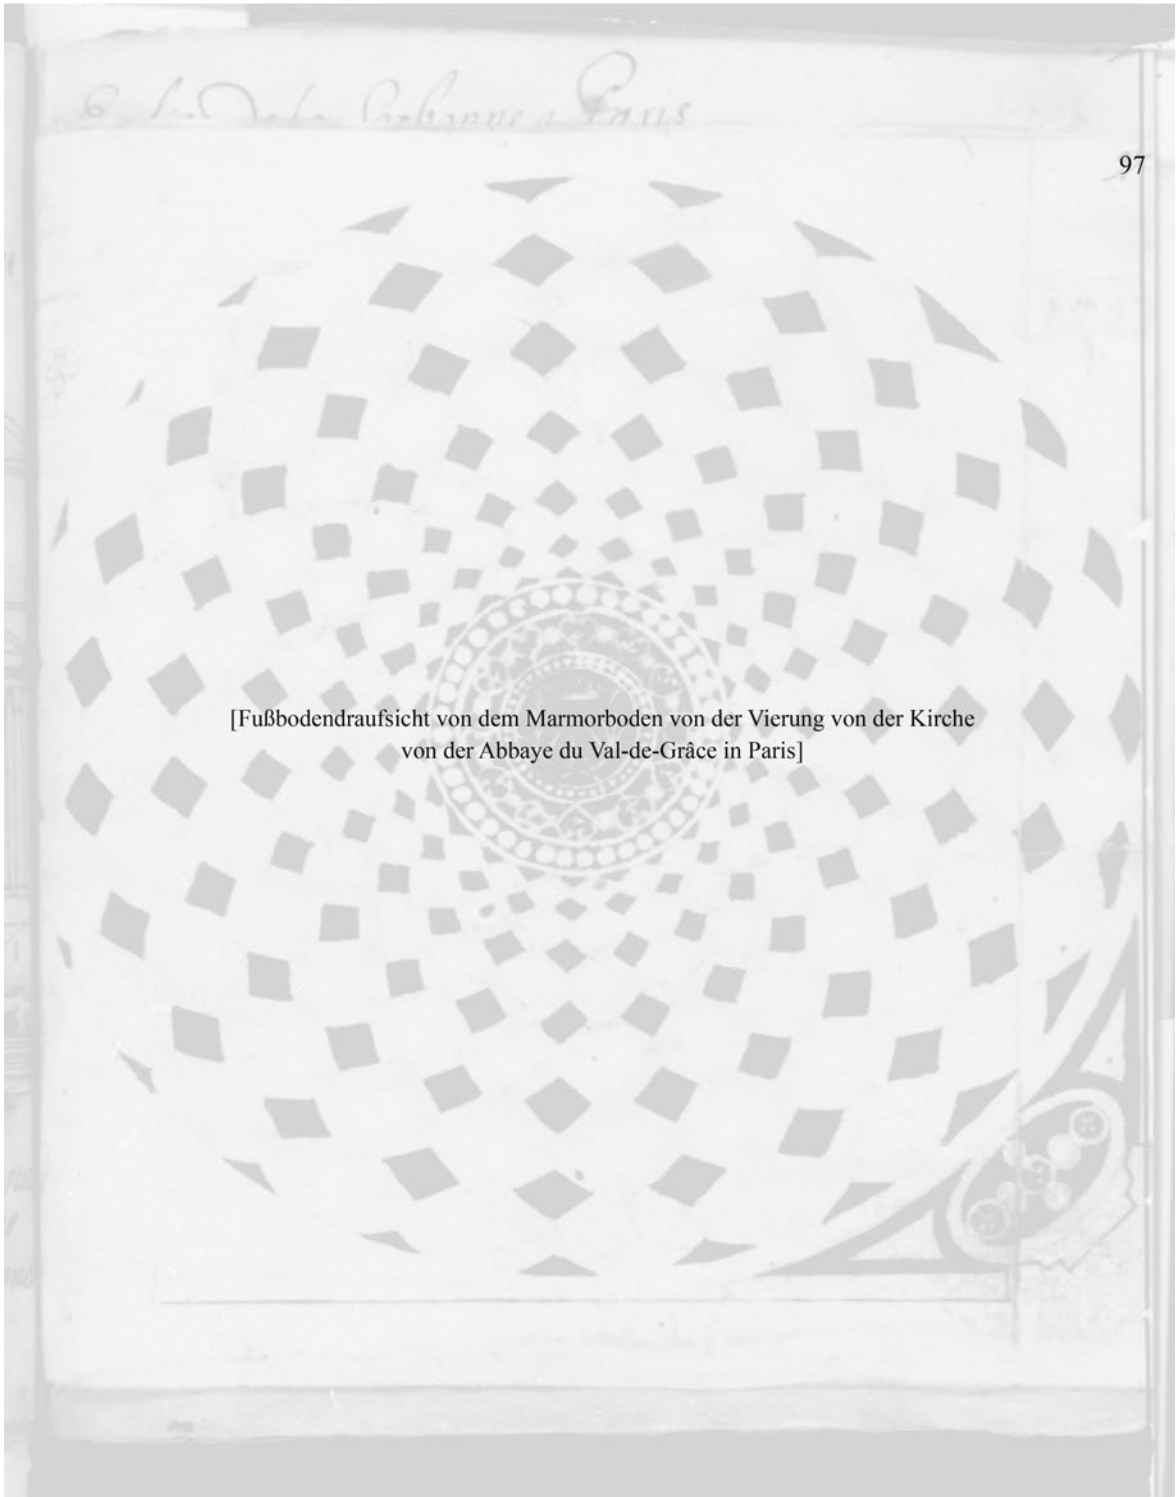 Paris
97
[Fußbodendraufsicht von dem Marmorboden von der Vierung von der Kirche
von der Abbaye du Val-de-Grâce in Paris]